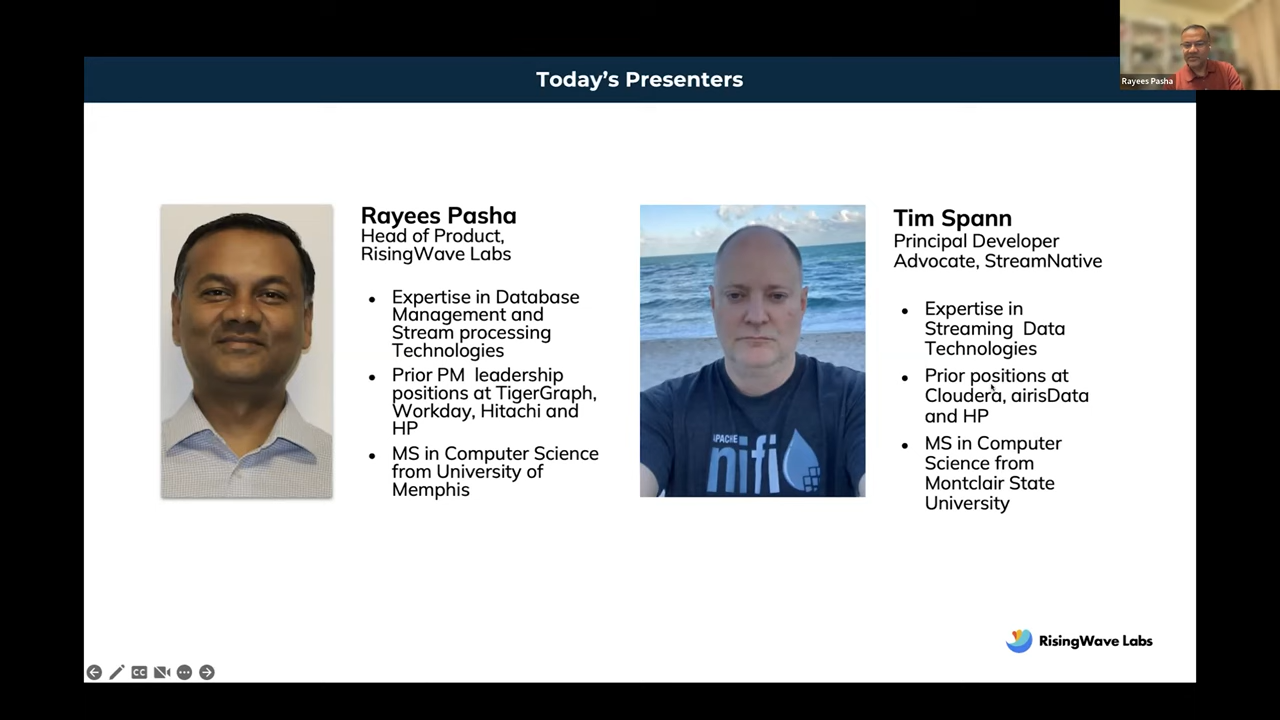 Today's Presenters
Rayees Pasha
Rayees Pasha
Head of Product,
RisingWave Labs
• Expertise in Database
Management and
Stream processing
Technologies
• Prior PM leadership
positions at TigerGraph,
Workday, Hitachi and
HP
• MS in Computer Science
from University of
Memphis
APACHE
nifi
Tim Spann
Principal Developer
Advocate, StreamNative
• Expertise in
Streaming Data
Technologies
• Prior positions at
Cloudera, airisData
and HP
• MS in Computer
Science from
Montclair State
University
RisingWave Labs
CC